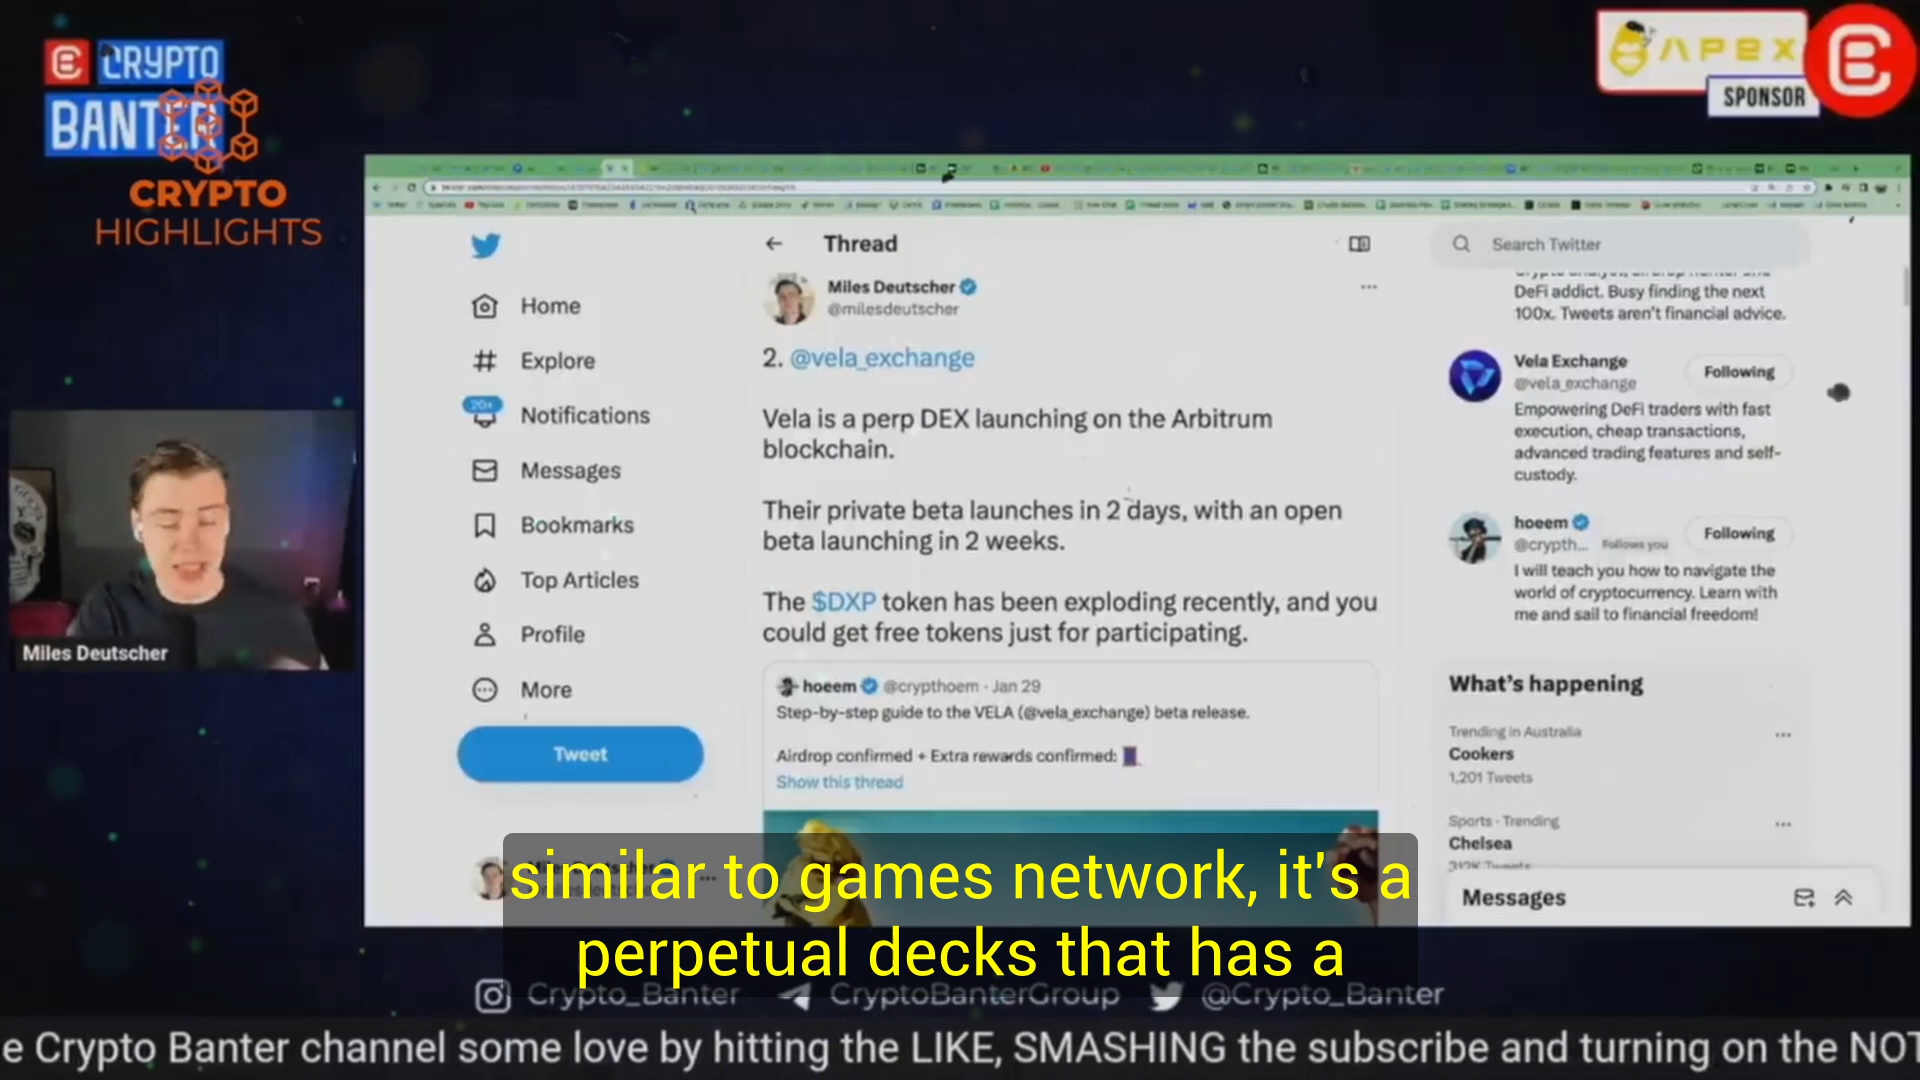 CRYPTO
BANTER
CRYPTO
HIGHLIGHTS
APEX
SPONSOR
Thread
Search Twitter
Home
Explore
20+
Notifications
Messages
Bookmarks
Top Articles
Profile
More
Tweet
Miles Deutscher
@milesdeutscher
2. @vela_exchange
Vela is a perp DEX launching on the Arbitrum
blockchain.
Their private beta launches in 2 days, with an open
beta launching in 2 weeks.
The $DXP token has been exploding recently, and you
could get free tokens just for participating.
hoeem @crypthoem · Jan 29
Step-by-step guide to the VELA (@vela_exchange) beta release.
Airdrop confirmed + Extra rewards confirmed:
Show this thread
DeFi addict. Busy finding the next
100x. Tweets aren't financial advice.
Vela Exchange
@vela_exchange
Following
Empowering DeFi traders with fast
execution, cheap transactions,
advanced trading features and self-
custody.
hoeem
@crypth... Follows you
Following
I will teach you how to navigate the
world of cryptocurrency. Learn with
me and sail to financial freedom!
What's happening
Trending in Australia
Cookers
1,201 Tweets
Sports · Trending
Chelsea
Messages
Miles Deutscher
similar to games network, it's a
perpetual decks that has a
Crypto_Banter
CryptoBanterGroup
@Crypto_Banter
e Crypto Banter channel some love by hitting the LIKE, SMASHING the subscribe and turning on the NOT